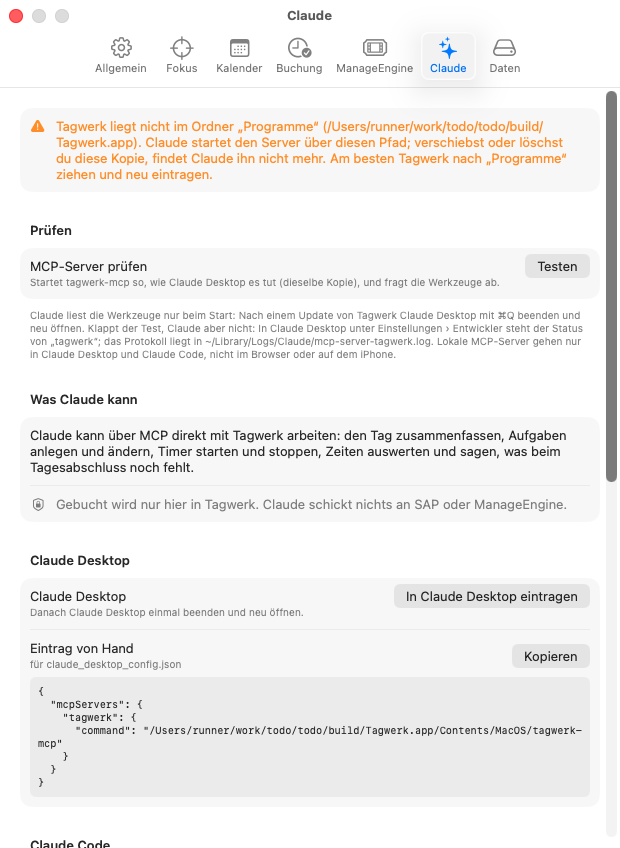 Claude
Allgemein
Fokus
Kalender
Buchung
ManageEngine
Claude
Daten
Tagwerk liegt nicht im Ordner „Programme“ (/Users/runner/work/todo/todo/build/
Tagwerk.app). Claude startet den Server über diesen Pfad; verschiebst oder löschst
du diese Kopie, findet Claude ihn nicht mehr. Am besten Tagwerk nach „Programme“
ziehen und neu eintragen.
Prüfen
MCP-Server prüfen
Testen
Startet tagwerk-mcp so, wie Claude Desktop es tut (dieselbe Kopie), und fragt die Werkzeuge ab.
Claude liest die Werkzeuge nur beim Start: Nach einem Update von Tagwerk Claude Desktop mit ⌘Q beenden und
neu öffnen. Klappt der Test, Claude aber nicht: In Claude Desktop unter Einstellungen › Entwickler steht der Status
von „tagwerk“; das Protokoll liegt in ~/Library/Logs/Claude/mcp-server-tagwerk.log. Lokale MCP-Server gehen nur
in Claude Desktop und Claude Code, nicht im Browser oder auf dem iPhone.
Was Claude kann
Claude kann über MCP direkt mit Tagwerk arbeiten: den Tag zusammenfassen, Aufgaben
anlegen und ändern, Timer starten und stoppen, Zeiten auswerten und sagen, was beim
Tagesabschluss noch fehlt.
Gebucht wird nur hier in Tagwerk. Claude schickt nichts an SAP oder ManageEngine.
Claude Desktop
Claude Desktop
In Claude Desktop eintragen
Danach Claude Desktop einmal beenden und neu öffnen.
Eintrag von Hand
Kopieren
für claude_desktop_config.json
{
  "mcpServers": {
    "tagwerk": {
      "command": "/Users/runner/work/todo/todo/build/Tagwerk.app/Contents/MacOS/tagwerk-
mcp"
    }
  }
}
Claude Code